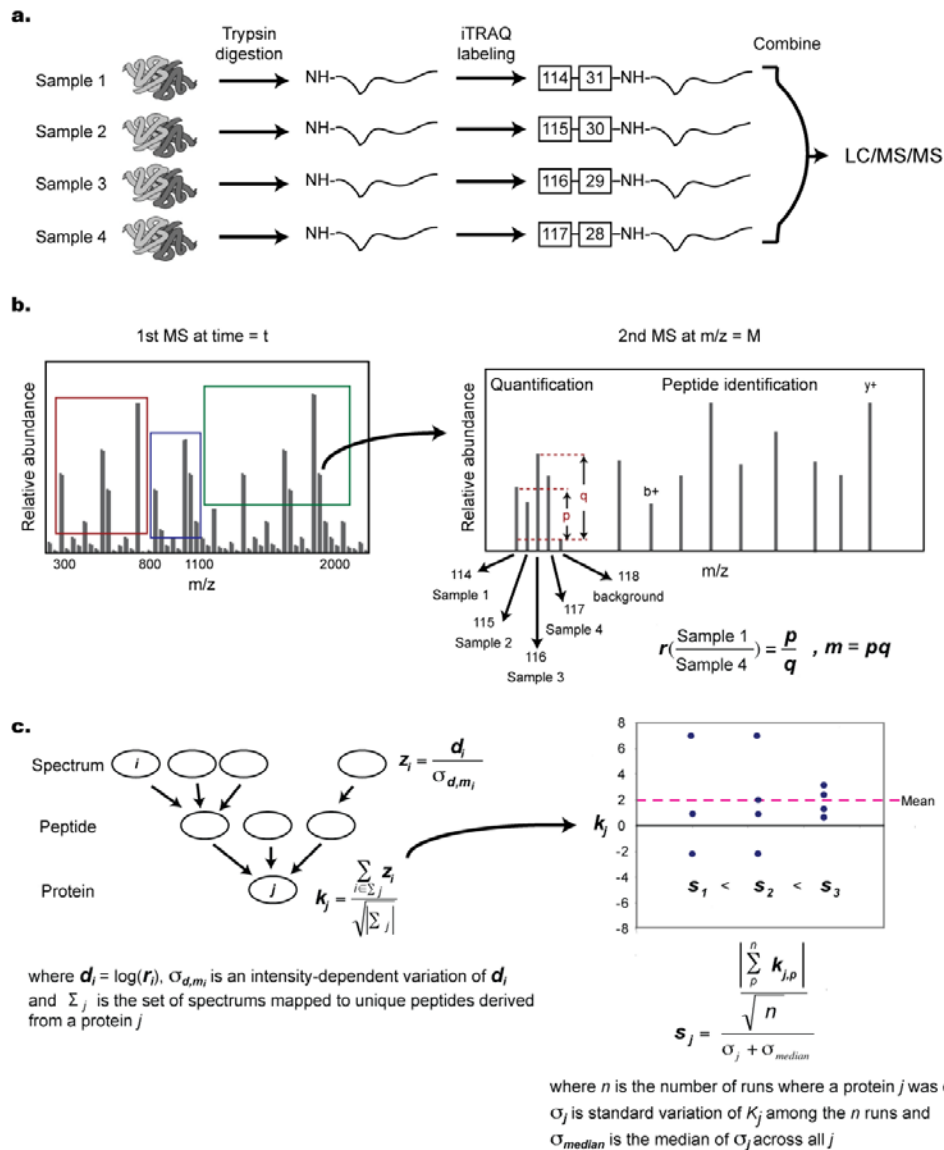 a.
Trypsin digestion
iTRAQ labeling
Combine
Sample 1
NH-
114
31
-NH-
Sample 2
NH-
115
30
-NH-
Sample 3
NH-
116
29
-NH-
Sample 4
NH-
117
28
-NH-
LC/MS/MS
b.
1st MS at time = t
Relative abundance
300
800
1100
2000
m/z
2nd MS at m/z = M
Quantification
Peptide identification
y+
Relative abundance
q
p
b+
m/z
114
Sample 1
115
Sample 2
116
Sample 3
117
Sample 4
118
background
r(Sample 1 / Sample 4) = p/q , m = pq
c.
Spectrum
i
z_i = d_i / σ_{d,m_i}
Peptide
Protein
j
k_j = ∑_{i∈Σ_j} z_i / √|Σ_j|
where d_i = log(r_i), σ_{d,m_i} is an intensity-dependent variation of d_i
and Σ_j is the set of spectrums mapped to unique peptides derived
from a protein j
8
6
4
2
0
-2
-4
-6
-8
k_j
Mean
s_1 < s_2 < s_3
s_j = (|∑_p^n k_{j,p}| / √n) / (σ_j + σ_median)
where n is the number of runs where a protein j was
σ_j is standard variation of K_j among the n runs and
σ_median is the median of σ_j across all j